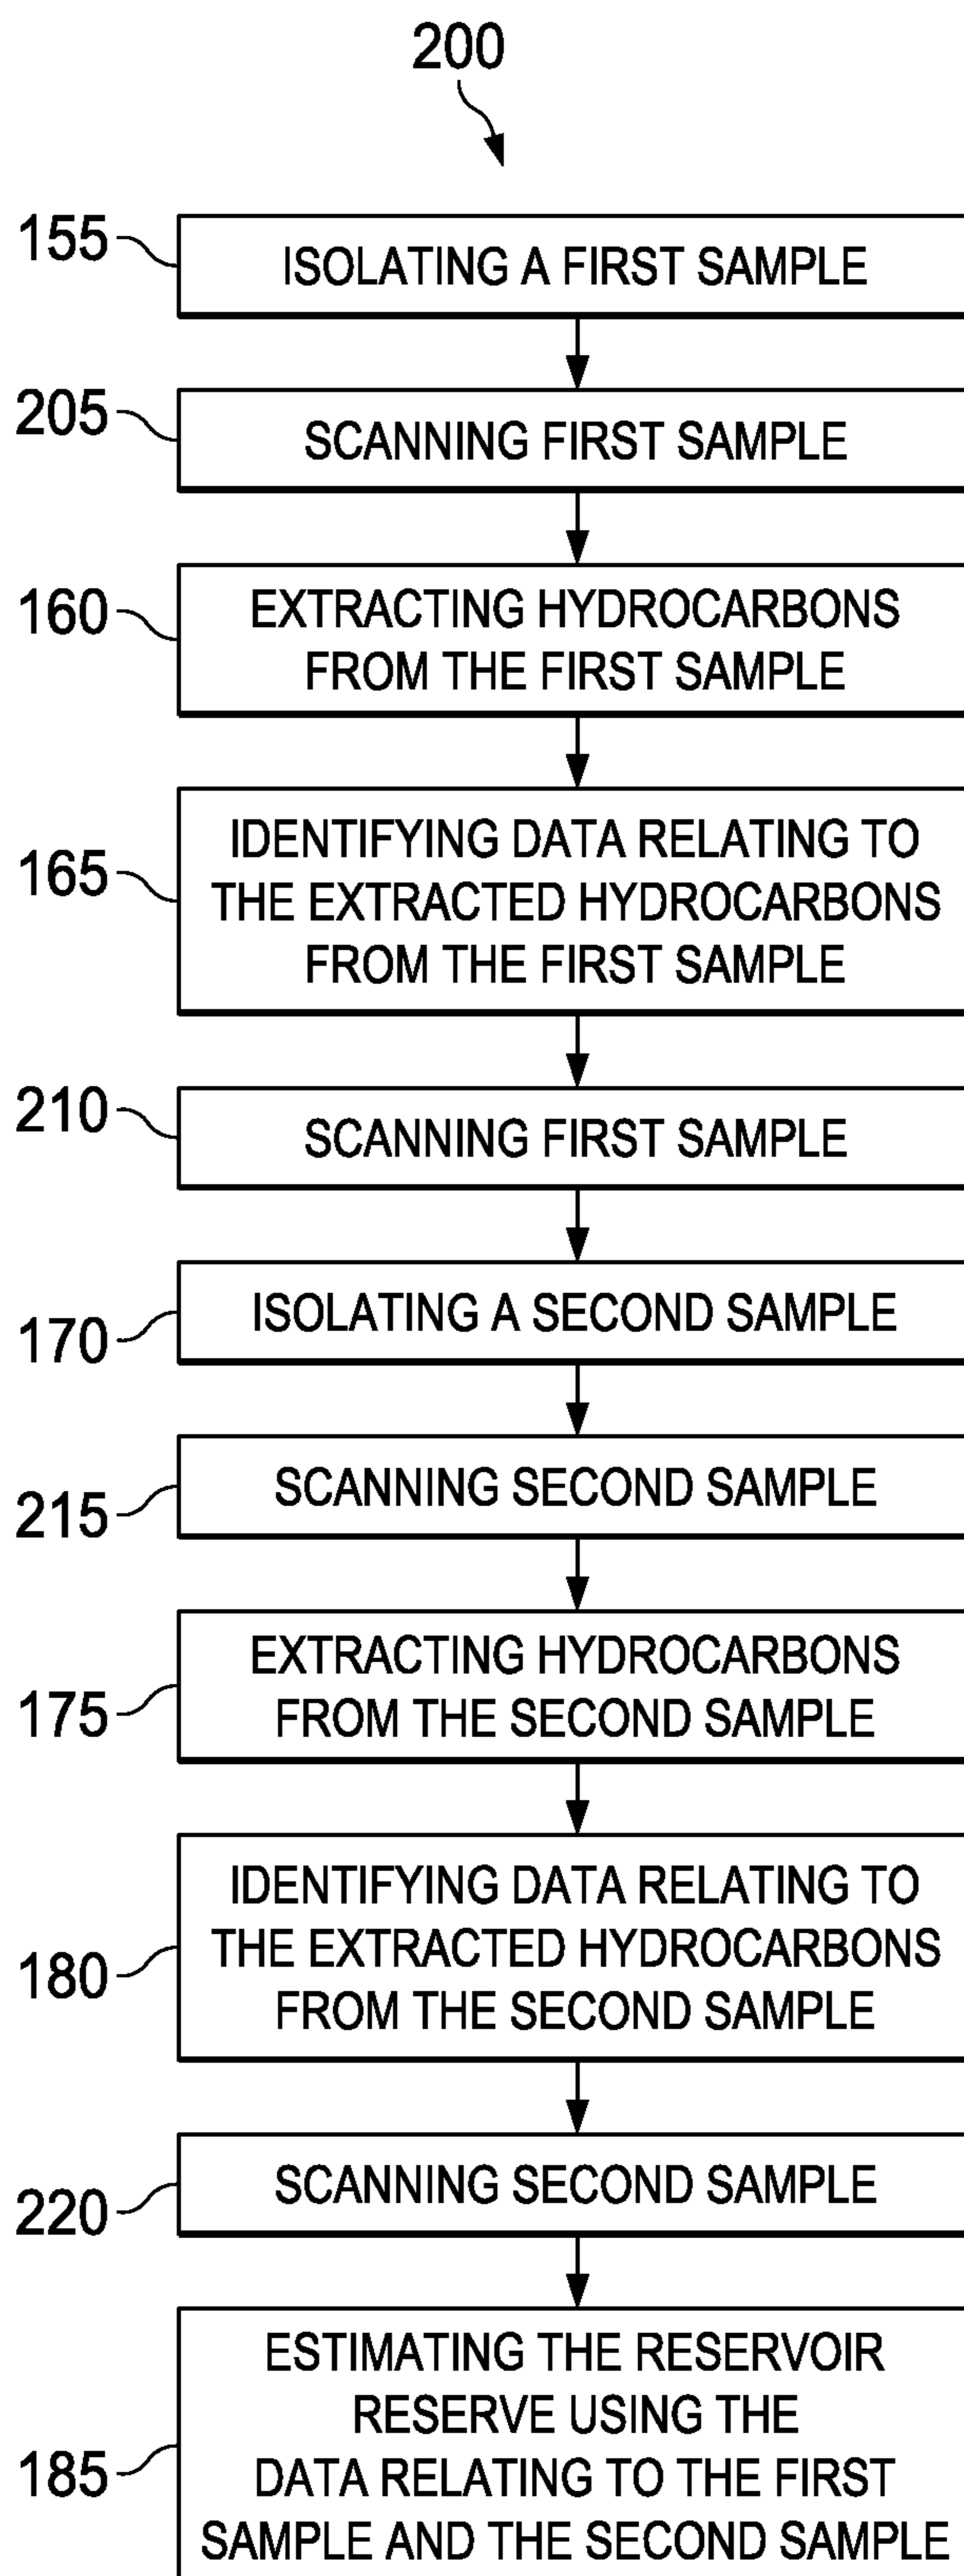 200
155
ISOLATING A FIRST SAMPLE
205
SCANNING FIRST SAMPLE
160
EXTRACTING HYDROCARBONS
FROM THE FIRST SAMPLE
165
IDENTIFYING DATA RELATING TO
THE EXTRACTED HYDROCARBONS
FROM THE FIRST SAMPLE
210
SCANNING FIRST SAMPLE
170
ISOLATING A SECOND SAMPLE
215
SCANNING SECOND SAMPLE
175
EXTRACTING HYDROCARBONS
FROM THE SECOND SAMPLE
180
IDENTIFYING DATA RELATING TO
THE EXTRACTED HYDROCARBONS
FROM THE SECOND SAMPLE
220
SCANNING SECOND SAMPLE
185
ESTIMATING THE RESERVOIR
RESERVE USING THE
DATA RELATING TO THE FIRST
SAMPLE AND THE SECOND SAMPLE